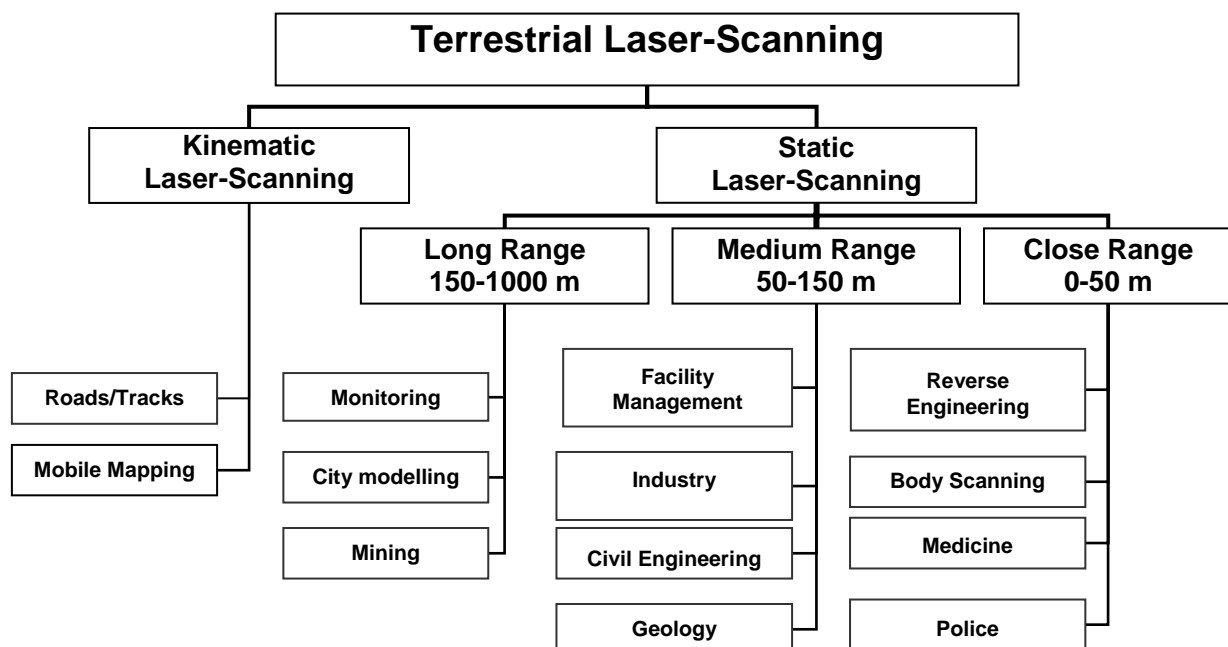 Terrestrial Laser-Scanning
Kinematic
Laser-Scanning
Static
Laser-Scanning
Long Range
150-1000 m
Medium Range
50-150 m
Close Range
0-50 m
Roads/Tracks
Mobile Mapping
Monitoring
City modelling
Mining
Facility
Management
Industry
Civil Engineering
Geology
Reverse
Engineering
Body Scanning
Medicine
Police